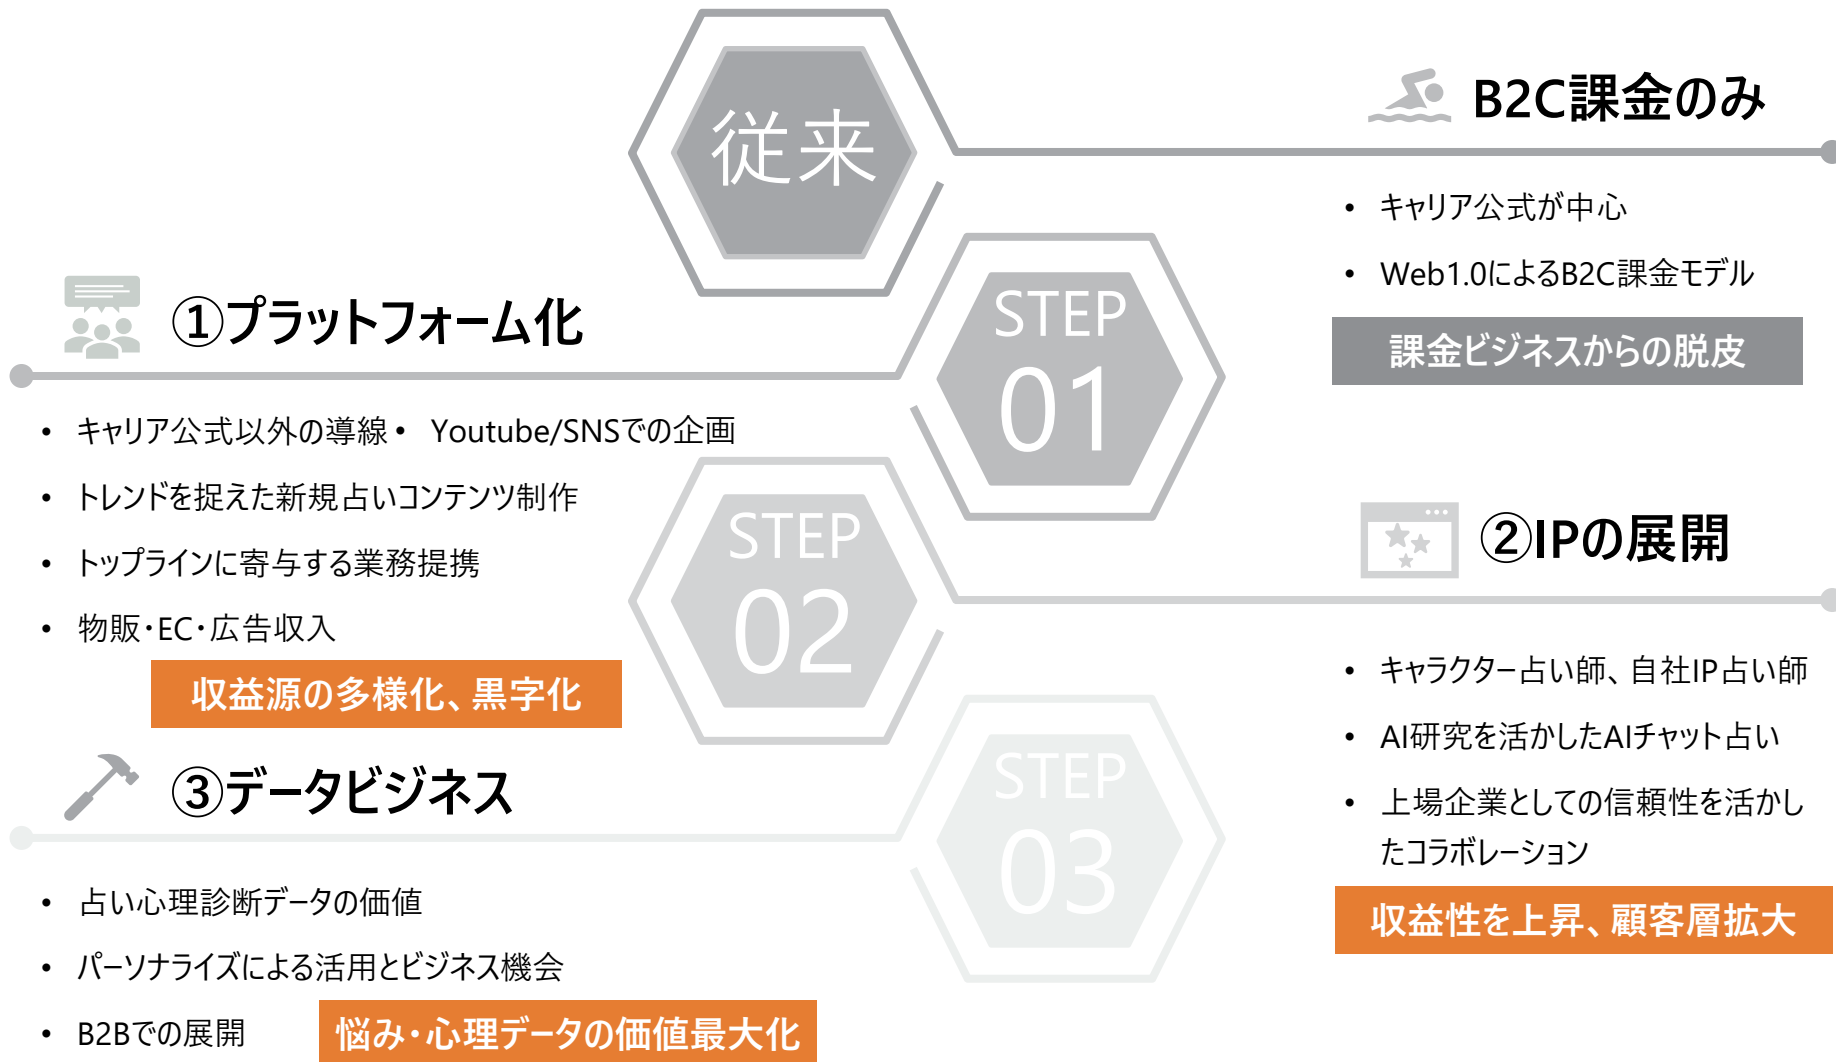 従来
B2C課金のみ
• キャリア公式が中心
• Web1.0によるB2C課金モデル
課金ビジネスからの脱皮
STEP
01
①プラットフォーム化
• キャリア公式以外の導線• Youtube/SNSでの企画
• トレンドを捉えた新規占いコンテンツ制作
• トップラインに寄与する業務提携
• 物販・EC・広告収入
収益源の多様化、黒字化
STEP
02
②IPの展開
• キャラクター占い師、自社IP占い師
• AI研究を活かしたAIチャット占い
• 上場企業としての信頼性を活かし
たコラボレーション
収益性を上昇、顧客層拡大
STEP
03
③データビジネス
• 占い心理診断データの価値
• パーソナライズによる活用とビジネス機会
• B2Bでの展開
悩み・心理データの価値最大化